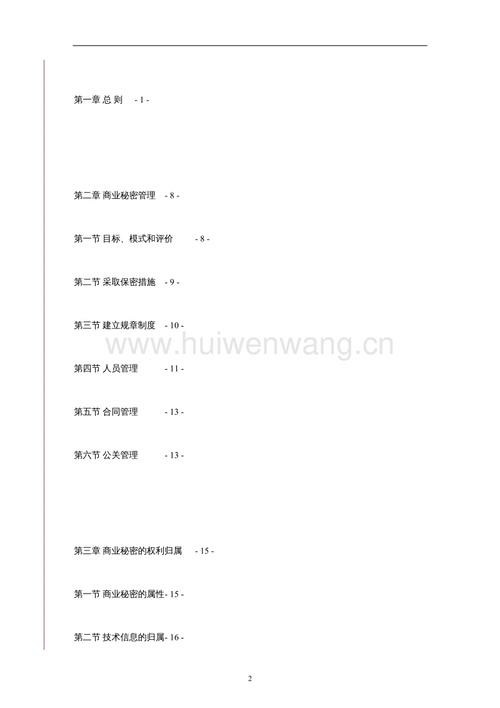 第一章 总 则 - 1 -
第二章 商业秘密管理 - 8 -
第一节 目标、模式和评价 - 8 -
第二节 采取保密措施 - 9 -
第三节 建立规章制度 - 10 -
www.huiwenwang.cn
第四节 人员管理 - 11 -
第五节 合同管理 - 13 -
第六节 公关管理 - 13 -
第三章 商业秘密的权利归属 - 15 -
第一节 商业秘密的属性- 15 -
第二节 技术信息的归属- 16 -
2